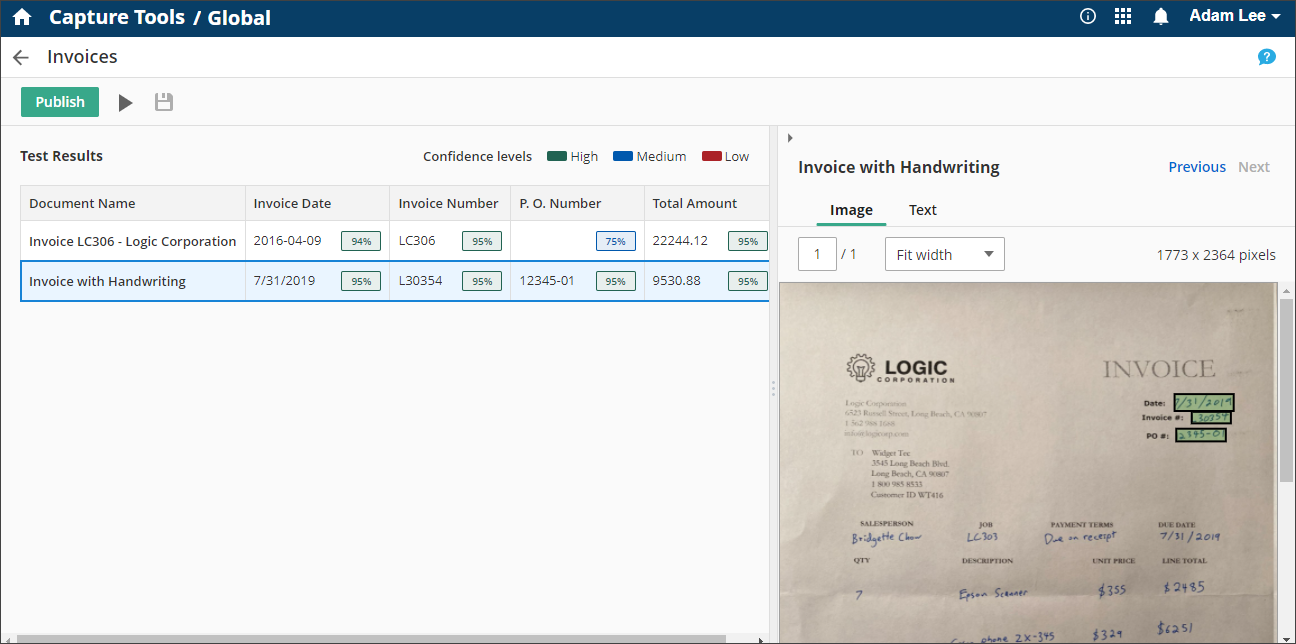 Capture Tools / Global
Adam Lee
Invoices
?
Publish
Test Results
Confidence levels High Medium Low
Document Name Invoice Date Invoice Number P. O. Number Total Amount
Invoice LC306 - Logic Corporation 2016-04-09 94% LC306 95% 75% 22244.12 95%
Invoice with Handwriting 7/31/2019 95% L30354 95% 12345-01 95% 9530.88 95%
Invoice with Handwriting
Previous Next
Image Text
1 / 1 Fit width 1773 x 2364 pixels
LOGIC
CORPORATION
INVOICE
Logic Corporation
6523 Russell Street, Long Beach, CA 90807
1 562 988 1688
info@logicorp.com
Date: 7/31/2019
Invoice #: L30354
PO #: 2345-01
TO Widget Tec
3545 Long Beach Blvd.
Long Beach, CA 90807
1 800 985 8533
Customer ID WT416
SALESPERSON JOB PAYMENT TERMS DUE DATE
Bridgette Chow LC303 Due on receipt 7/31/2019
QTY DESCRIPTION UNIT PRICE LINE TOTAL
7 Epson Scanner $355 $2485
phone 2X-345 $329 $6251